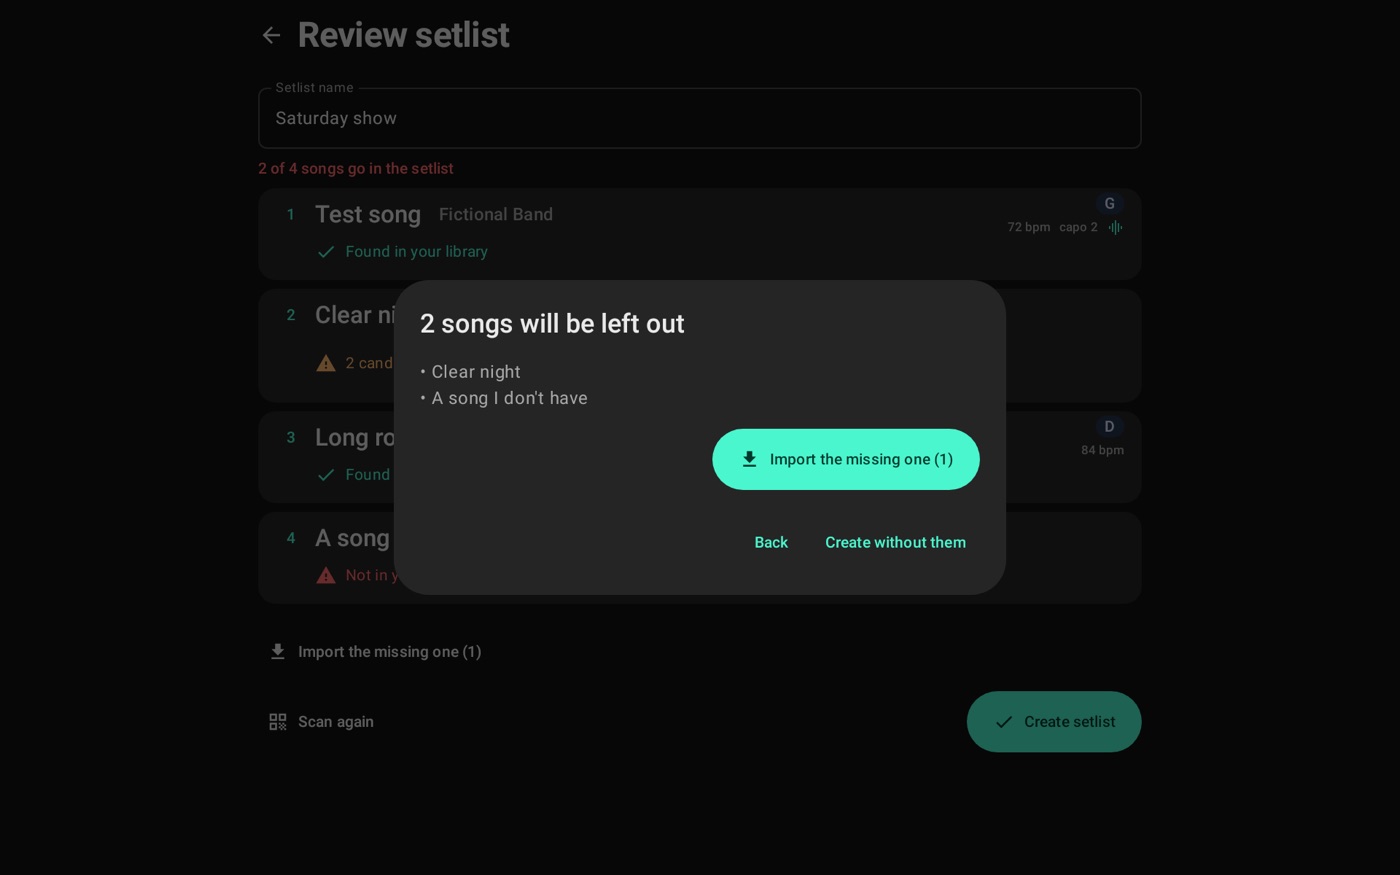 Review setlist
Setlist name
Saturday show
2 of 4 songs go in the setlist
1 Test song Fictional Band G
72 bpm capo 2
Found in your library
2 Clear
2
3 Long D
84 bpm
Found
4 A song
Not in
2 songs will be left out
• Clear night
• A song I don't have
Import the missing one (1)
Back Create without them
Import the missing one (1)
Scan again Create setlist